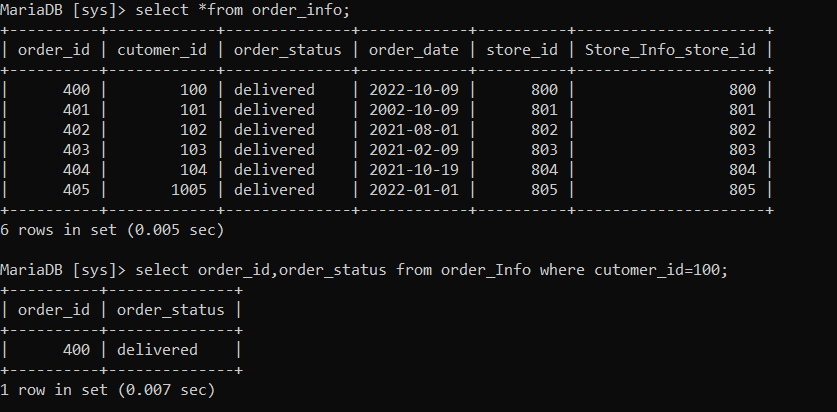 MariaDB [sys]> select *from order_info;
+----------+------------+--------------+------------+----------+---------------------+
| order_id | cutomer_id | order_status | order_date | store_id | Store_Info_store_id |
+----------+------------+--------------+------------+----------+---------------------+
|      400 |        100 | delivered    | 2022-10-09 |      800 |                 800 |
|      401 |        101 | delivered    | 2002-10-09 |      801 |                 801 |
|      402 |        102 | delivered    | 2021-08-01 |      802 |                 802 |
|      403 |        103 | delivered    | 2021-02-09 |      803 |                 803 |
|      404 |        104 | delivered    | 2021-10-19 |      804 |                 804 |
|      405 |       1005 | delivered    | 2022-01-01 |      805 |                 805 |
+----------+------------+--------------+------------+----------+---------------------+
6 rows in set (0.005 sec)
MariaDB [sys]> select order_id,order_status from order_Info where cutomer_id=100;
+----------+--------------+
| order_id | order_status |
+----------+--------------+
|      400 | delivered    |
+----------+--------------+
1 row in set (0.007 sec)